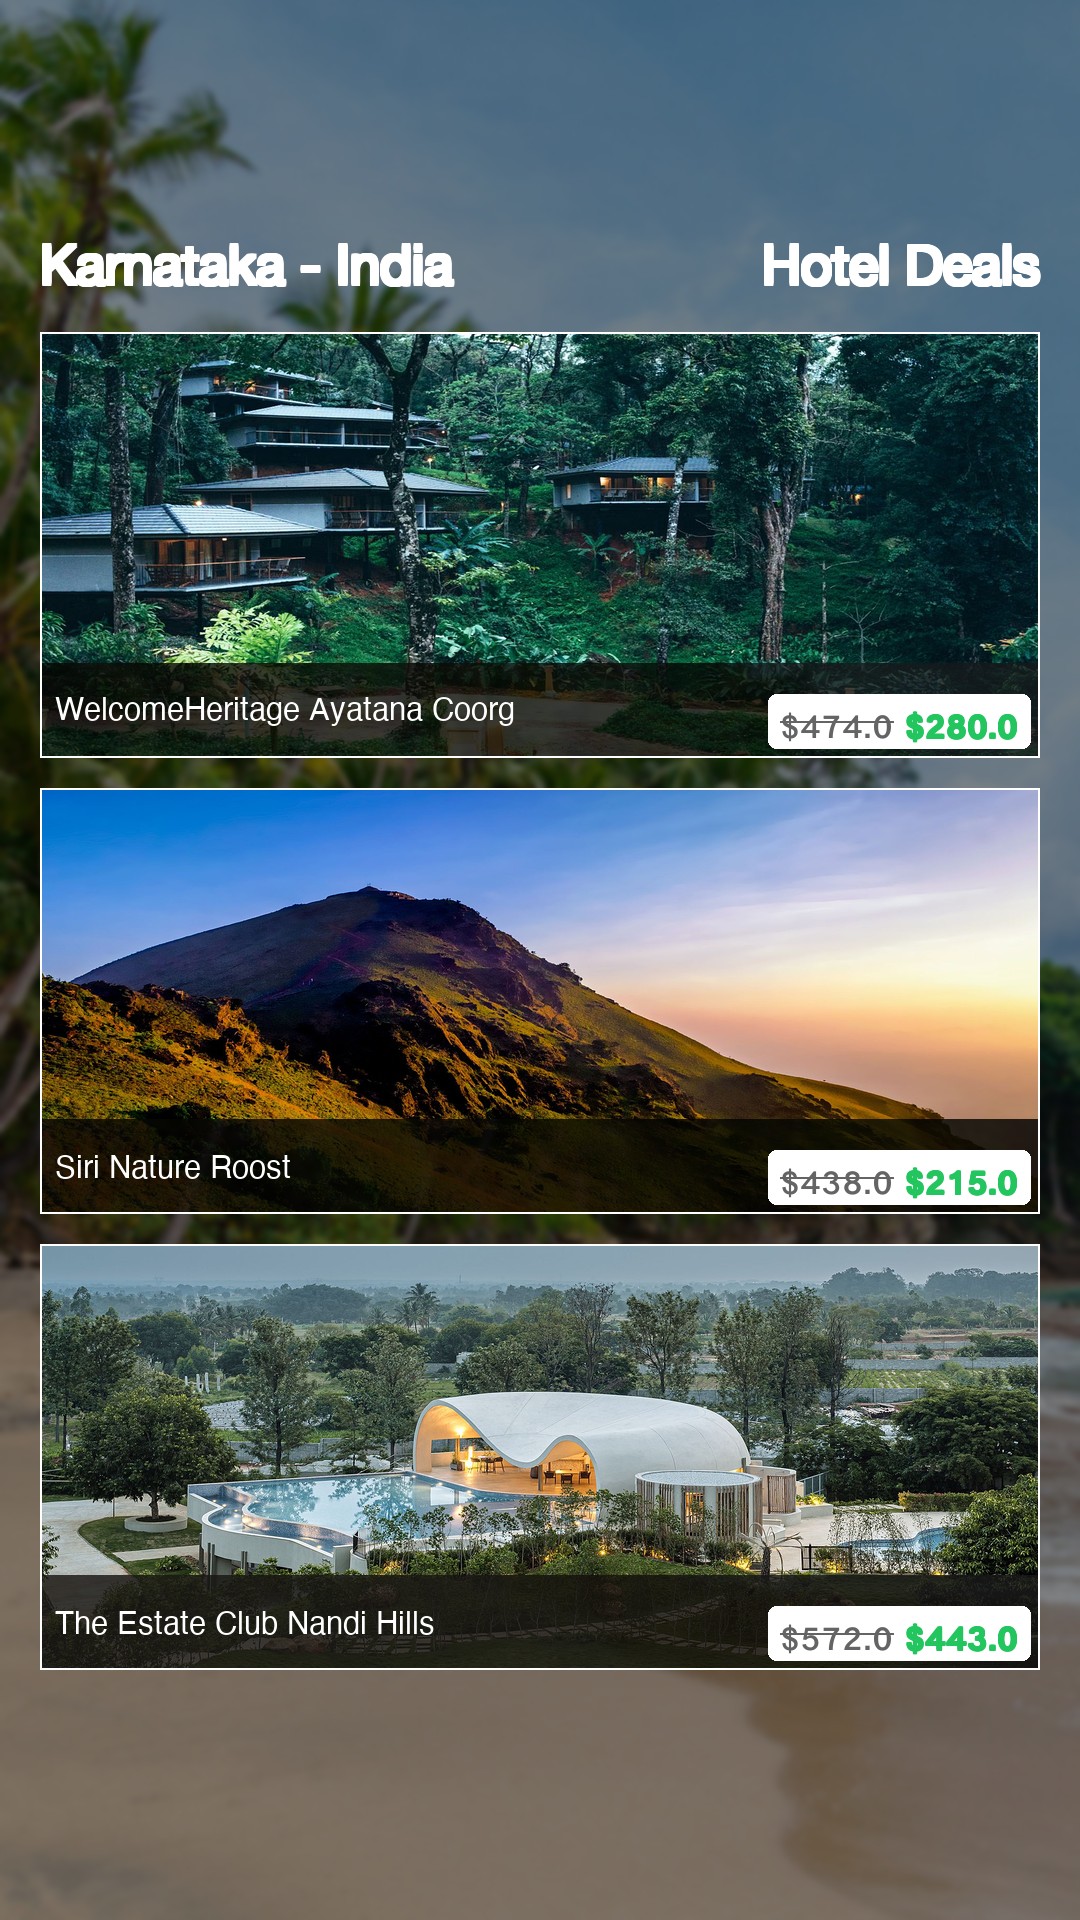 Karnataka - India
Hotel Deals
WelcomeHeritage Ayatana Coorg
$474.0 $280.0
Siri Nature Roost
$438.0 $215.0
The Estate Club Nandi Hills
$572.0 $443.0